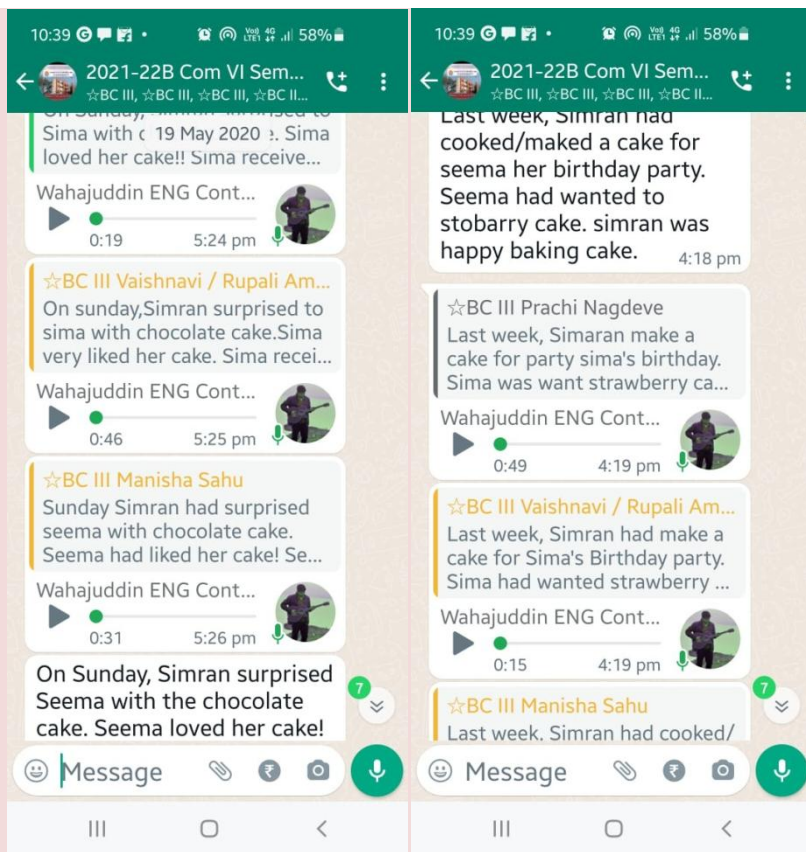 10:39
58%
2021-22B Com VI Sem...
☆BC III, ☆BC III, ☆BC III, ☆BC II...
19 May 2020
Sima with c e. Sima
loved her cake!! Sima receive...
Wahajuddin ENG Cont...
0:19 5:24 pm
☆BC III Vaishnavi / Rupali Am...
On sunday,Simran surprised to
sima with chocolate cake.Sima
very liked her cake. Sima recei...
Wahajuddin ENG Cont...
0:46 5:25 pm
☆BC III Manisha Sahu
Sunday Simran had surprised
seema with chocolate cake.
Seema had liked her cake! Se...
Wahajuddin ENG Cont...
0:31 5:26 pm
On Sunday, Simran surprised
Seema with the chocolate
cake. Seema loved her cake!
7
Message
10:39
58%
2021-22B Com VI Sem...
☆BC III, ☆BC III, ☆BC III, ☆BC II...
Last week, Simran had
cooked/maked a cake for
seema her birthday party.
Seema had wanted to
stobarry cake. simran was
happy baking cake. 4:18 pm
☆BC III Prachi Nagdeve
Last week, Simaran make a
cake for party sima's birthday.
Sima was want strawberry ca...
Wahajuddin ENG Cont...
0:49 4:19 pm
☆BC III Vaishnavi / Rupali Am...
Last week, Simran had make a
cake for Sima's Birthday party.
Sima had wanted strawberry ...
Wahajuddin ENG Cont...
0:15 4:19 pm
☆BC III Manisha Sahu
Last week. Simran had cooked/
7
Message